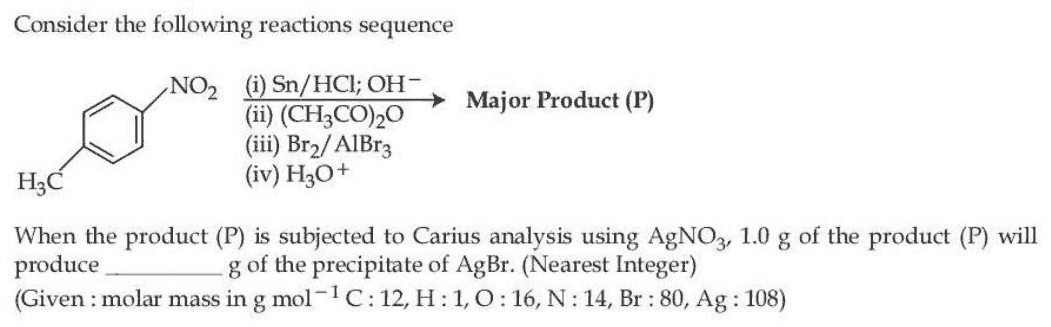 Consider the following reactions sequence
NO₂ (i) Sn/HCl; OH⁻
(ii) (CH₃CO)₂O
(iii) Br₂/AlBr₃
(iv) H₃O⁺
Major Product (P)
H₃C
When the product (P) is subjected to Carius analysis using AgNO₃, 1.0 g of the product (P) will
produce __________ g of the precipitate of AgBr. (Nearest Integer)
(Given : molar mass in g mol⁻¹ C : 12, H : 1, O : 16, N : 14, Br : 80, Ag : 108)